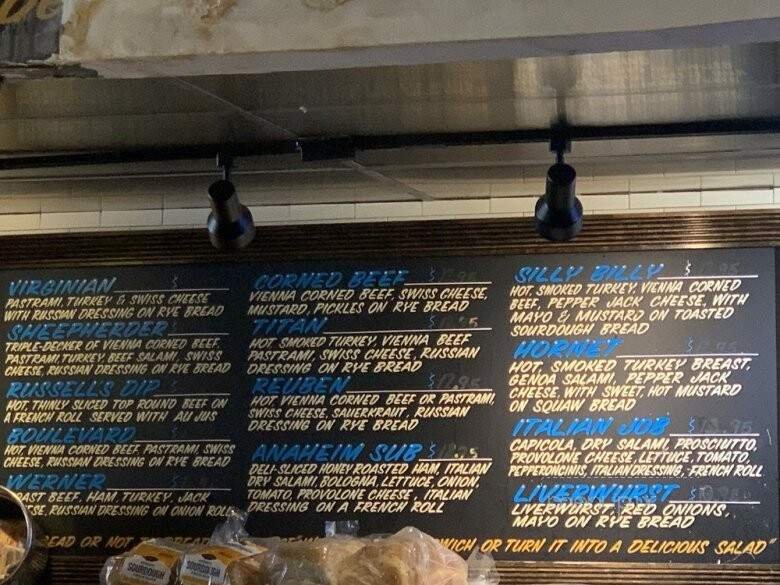 VIRGINIAN $
PASTRAMI, TURKEY & SWISS CHEESE
WITH RUSSIAN DRESSING ON RYE BREAD
SHEEPHERDER
TRIPLE-DECKER OF VIENNA CORNED BEEF,
PASTRAMI, TURKEY, BEEF SALAMI, SWISS
CHEESE, RUSSIAN DRESSING ON RYE BREAD
RUSSELL'S DIP
HOT, THINLY SLICED TOP ROUND BEEF ON
A FRENCH ROLL SERVED WITH AU JUS
BOULEVARD
HOT VIENNA CORNED BEEF, PASTRAMI, SWISS
CHEESE, RUSSIAN DRESSING ON RYE BREAD
WERNER
AST BEEF, HAM, TURKEY, JACK
SE, RUSSIAN DRESSING ON ONION ROLL
CORNED BEEF $
VIENNA CORNED BEEF, SWISS CHEESE,
MUSTARD, PICKLES ON RYE BREAD
TITAN $
HOT SMOKED TURKEY, VIENNA BEEF
PASTRAMI, SWISS CHEESE, RUSSIAN
DRESSING ON RYE BREAD
REUBEN $
HOT VIENNA CORNED BEEF OR PASTRAMI,
SWISS CHEESE, SAUERKRAUT, RUSSIAN
DRESSING ON RYE BREAD
ANAHEIM SUB $
DELI-SLICED HONEY ROASTED HAM, ITALIAN
DRY SALAMI, BOLOGNA, LETTUCE, ONION,
TOMATO, PROVOLONE CHEESE, ITALIAN
DRESSING ON A FRENCH ROLL
SILLY BILLY $
HOT, SMOKED TURKEY, VIENNA CORNED
BEEF, PEPPER JACK CHEESE, WITH
MAYO & MUSTARD ON TOASTED
SOURDOUGH BREAD
HORNET $
HOT, SMOKED TURKEY BREAST,
GENOA SALAMI, PEPPER JACK
CHEESE, WITH SWEET, HOT MUSTARD
ON SQUAW BREAD
ITALIAN JOB $
CAPICOLA, DRY SALAMI, PROSCIUTTO,
PROVOLONE CHEESE, LETTUCE, TOMATO,
PEPPERONCINIS, ITALIAN DRESSING, FRENCH ROLL
LIVERWURST $
LIVERWURST, RED ONIONS,
MAYO ON RYE BREAD
EAD OR NOT WICH, OR TURN IT INTO A DELICIOUS SALAD"
SOURDOUGH SOURDOUGH